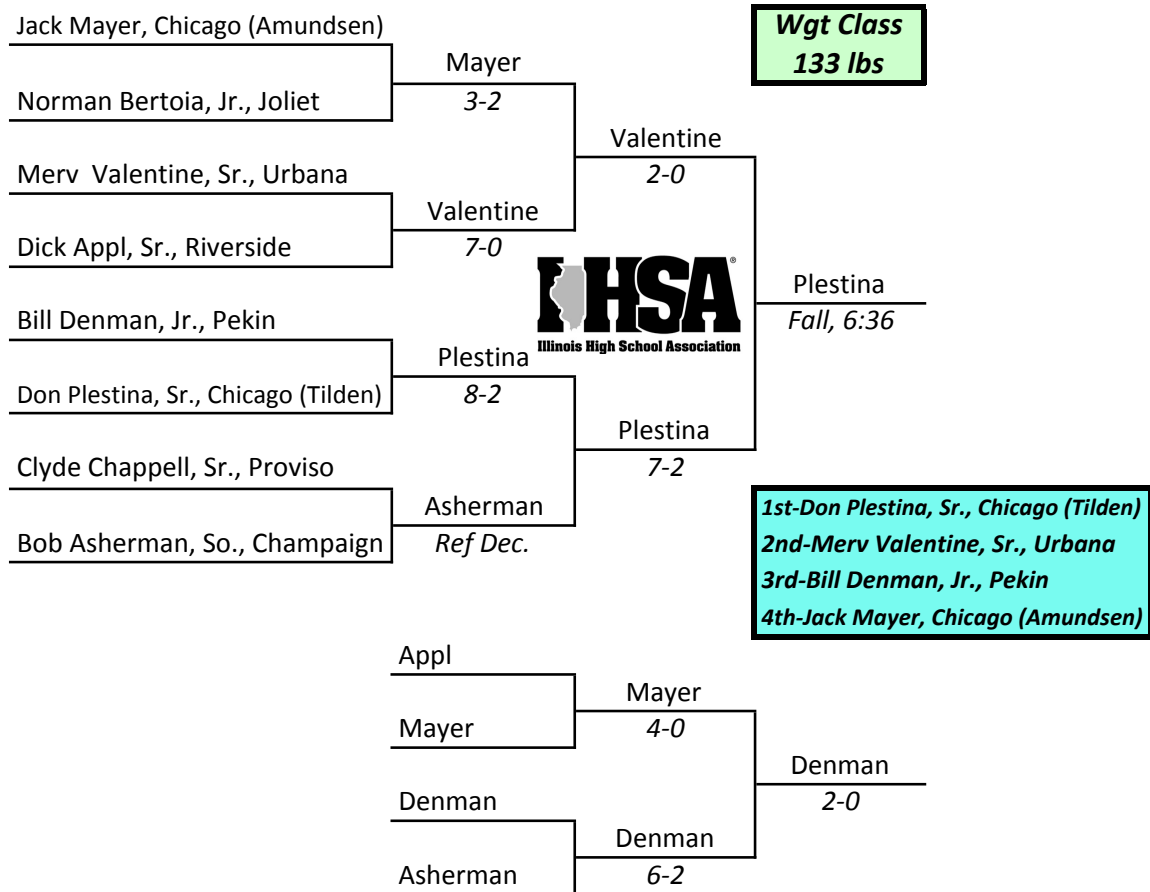 Jack Mayer, Chicago (Amundsen)
Wgt Class
133 lbs
Mayer
3-2
Norman Bertoia, Jr., Joliet
Valentine
2-0
Merv  Valentine, Sr., Urbana
Valentine
7-0
Dick Appl, Sr., Riverside
IHSA®
Illinois High School Association
Plestina
Fall, 6:36
Bill Denman, Jr., Pekin
Plestina
8-2
Don Plestina, Sr., Chicago (Tilden)
Plestina
7-2
Clyde Chappell, Sr., Proviso
Asherman
Ref Dec.
Bob Asherman, So., Champaign
1st-Don Plestina, Sr., Chicago (Tilden)
2nd-Merv Valentine, Sr., Urbana
3rd-Bill Denman, Jr., Pekin
4th-Jack Mayer, Chicago (Amundsen)
Appl
Mayer
4-0
Mayer
Denman
2-0
Denman
Denman
6-2
Asherman